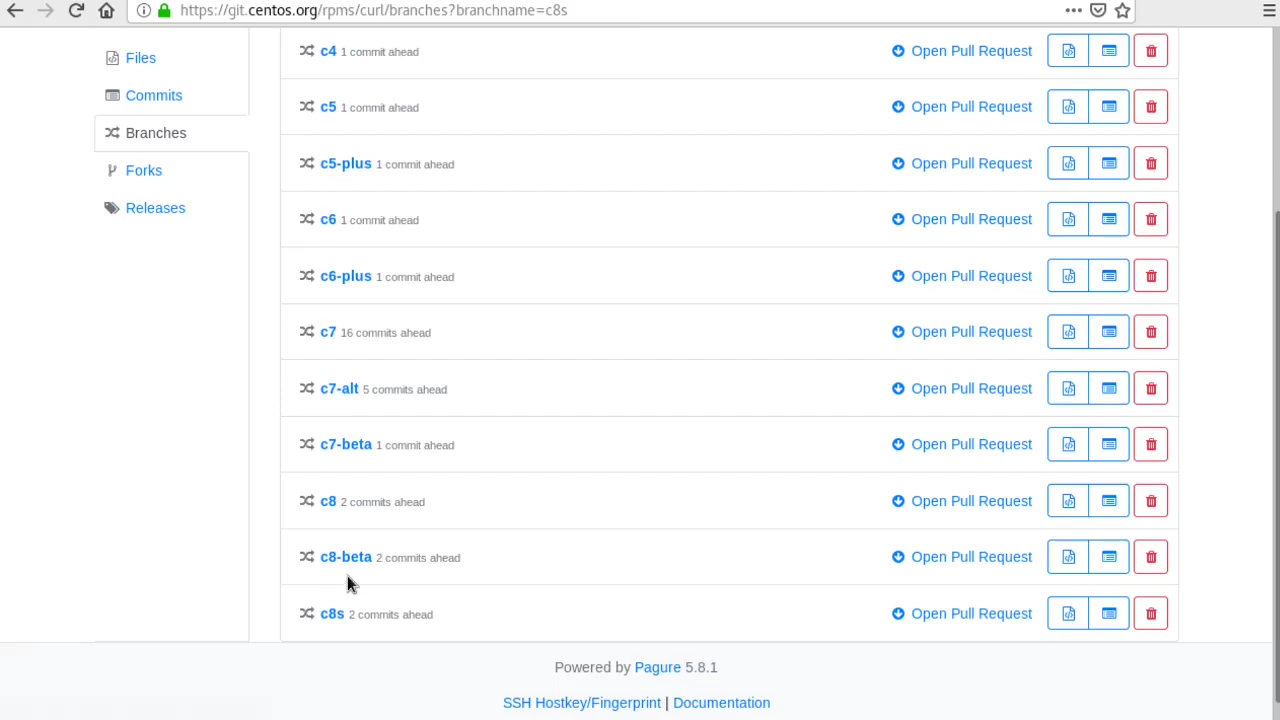 https://git.centos.org/rpms/curl/branches?branchname=c8s
c4 1 commit ahead Open Pull Request
Files
Commits
c5 1 commit ahead Open Pull Request
Branches
c5-plus 1 commit ahead Open Pull Request
Forks
Releases
c6 1 commit ahead Open Pull Request
c6-plus 1 commit ahead Open Pull Request
c7 16 commits ahead Open Pull Request
c7-alt 5 commits ahead Open Pull Request
c7-beta 1 commit ahead Open Pull Request
c8 2 commits ahead Open Pull Request
c8-beta 2 commits ahead Open Pull Request
c8s 2 commits ahead Open Pull Request
Powered by Pagure 5.8.1
SSH Hostkey/Fingerprint | Documentation